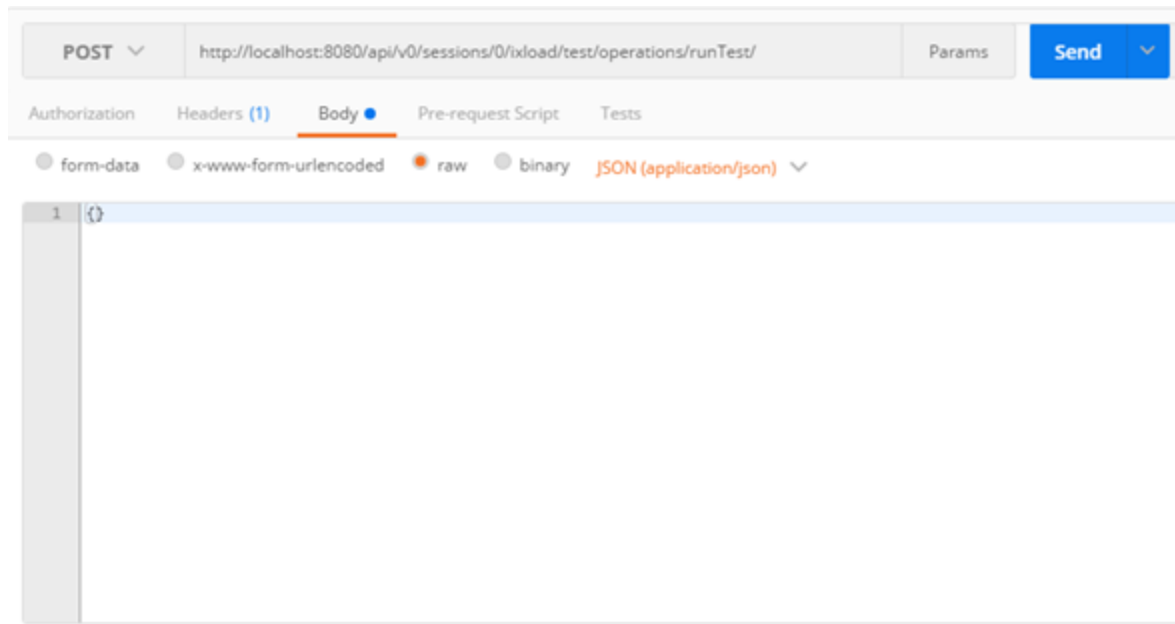 POST http://localhost:8080/api/v0/sessions/0/ixload/test/operations/runTest/ Params Send
Authorization Headers (1) Body Pre-request Script Tests
form-data x-www-form-urlencoded raw binary JSON (application/json)
1 {}